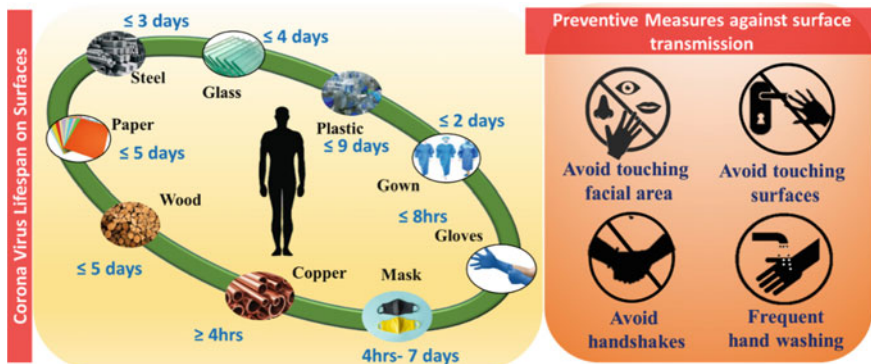 Corona Virus Lifespan on Surfaces
≤ 3 days
Steel
≤ 4 days
Glass
Plastic
≤ 9 days
≤ 2 days
Gown
≤ 8hrs
Gloves
Mask
4hrs- 7 days
Copper
≥ 4hrs
Wood
≤ 5 days
Paper
≤ 5 days
Preventive Measures against surface
transmission
Avoid touching
facial area
Avoid touching
surfaces
Avoid
handshakes
Frequent
hand washing